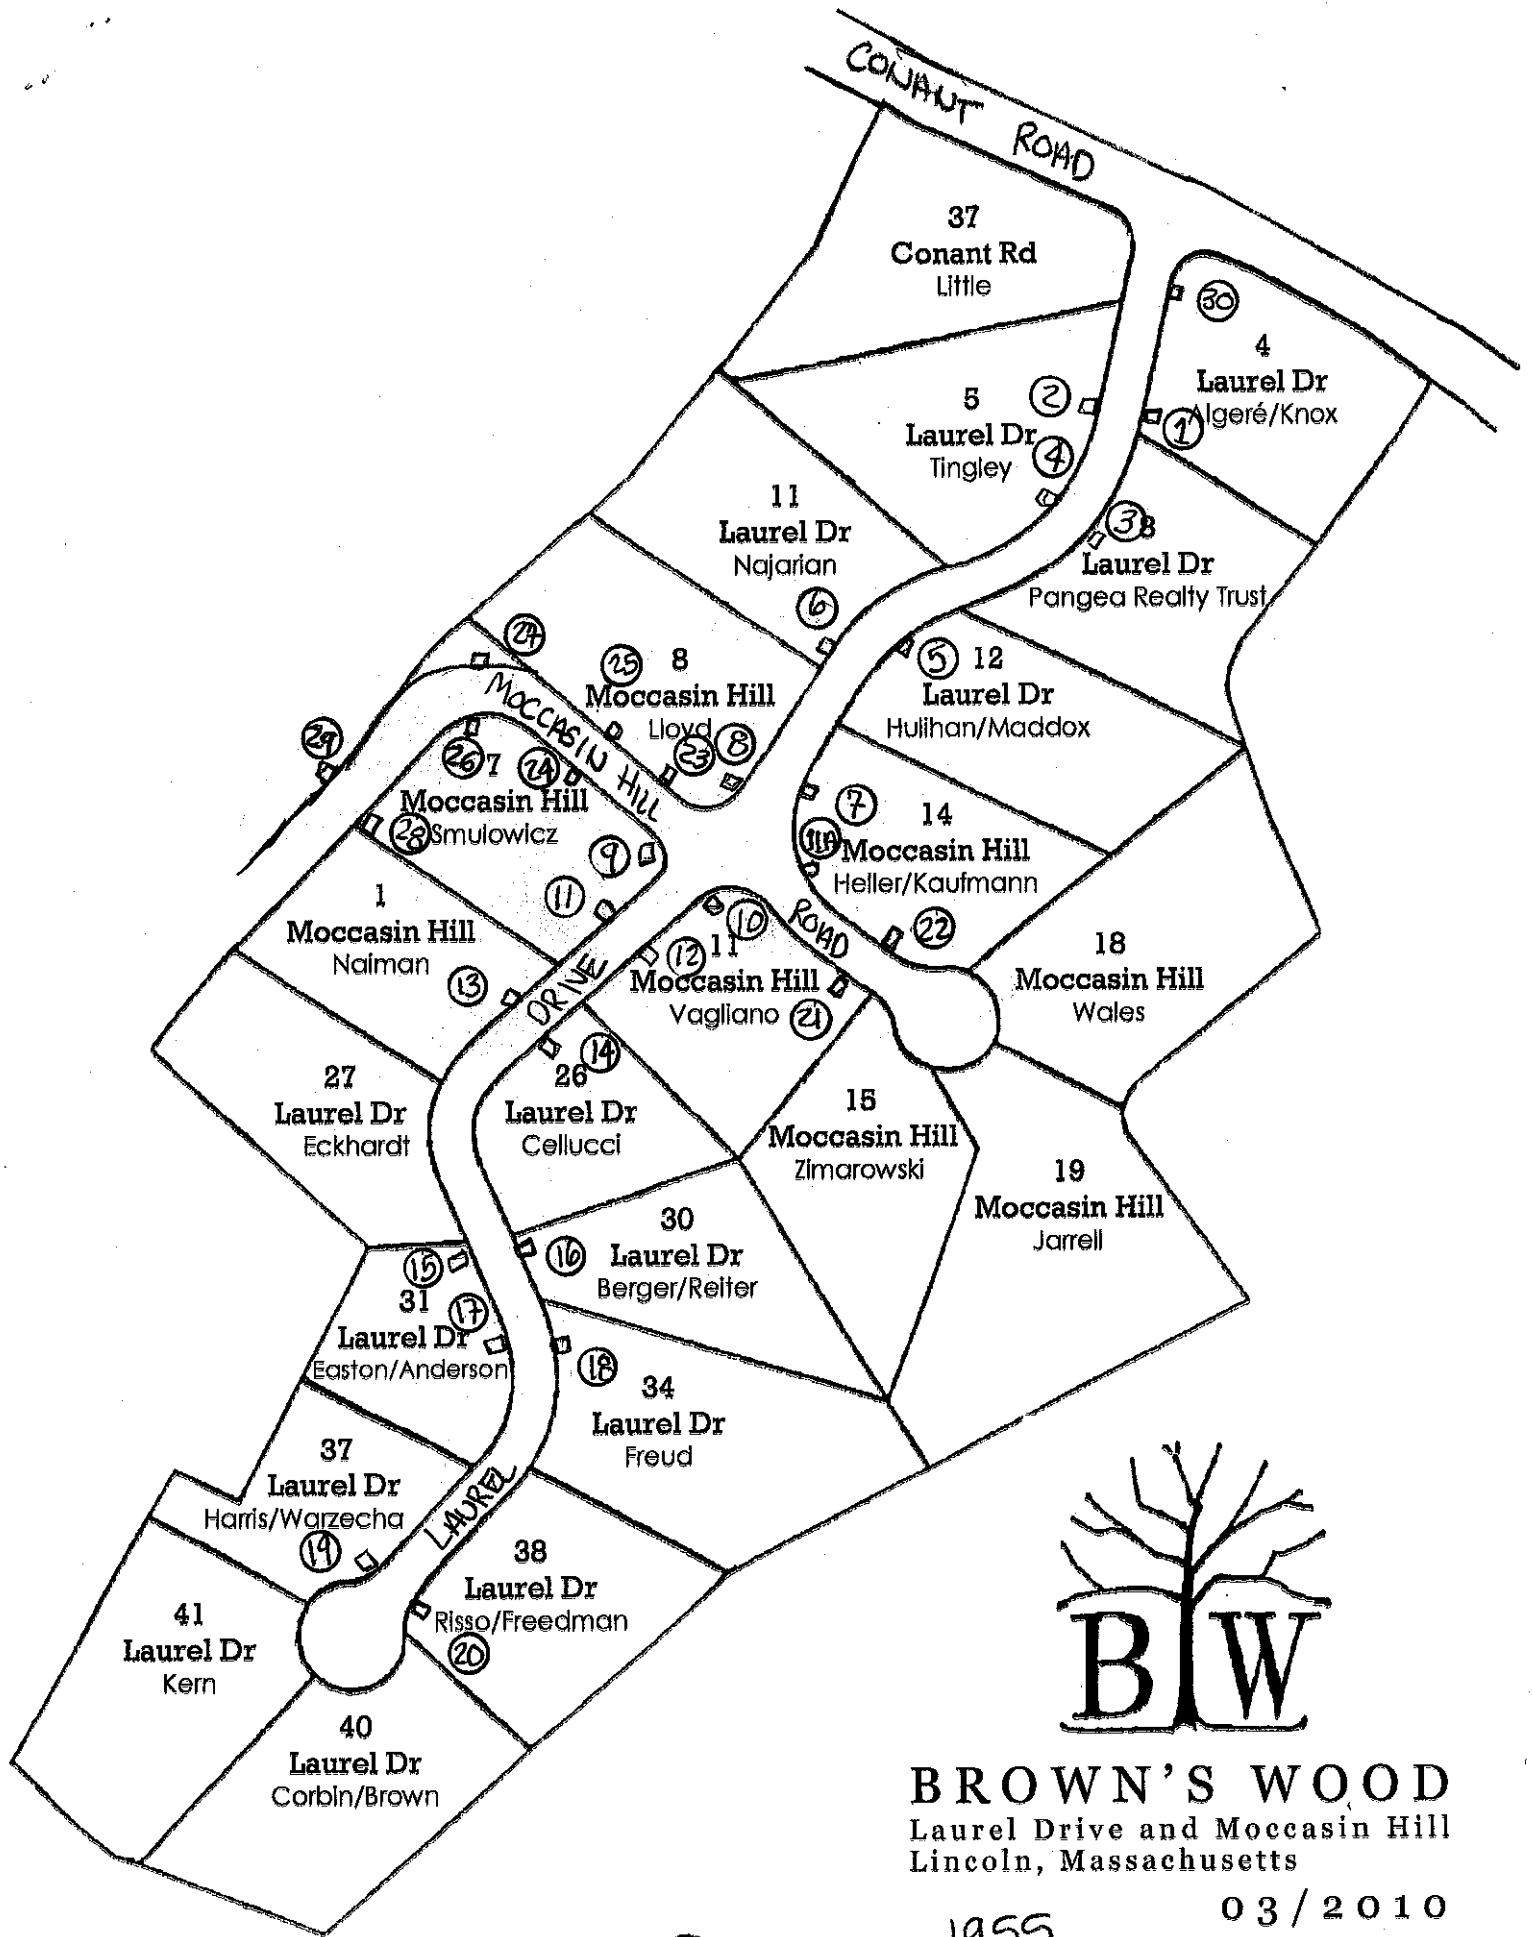 CONANT ROAD
37
Conant Rd
Little
30
4
Laurel Dr
Algeré/Knox
1
2
5
Laurel Dr
Tingley
4
3
8
Laurel Dr
Pangea Realty Trust
11
Laurel Dr
Najarian
6
5
12
Laurel Dr
Hulihan/Maddox
27
25
8
Moccasin Hill
Lloyd
23
8
MOCCASIN HILL
29
26
7
24
Moccasin Hill
Smulowicz
28
9
11
7
11A
14
Moccasin Hill
Heller/Kaufmann
22
ROAD
10
12
11
Moccasin Hill
Vagliano
21
1
Moccasin Hill
Naiman
13
DRIVE
18
Moccasin Hill
Wales
27
Laurel Dr
Eckhardt
14
26
Laurel Dr
Cellucci
15
Moccasin Hill
Zimarowski
19
Moccasin Hill
Jarrell
30
Laurel Dr
Berger/Reiter
16
15
31
17
Laurel Dr
Easton/Anderson
18
34
Laurel Dr
Freud
37
Laurel Dr
Harris/Warzecha
19
LAUREL
38
Laurel Dr
Risso/Freedman
20
41
Laurel Dr
Kern
40
Laurel Dr
Corbin/Brown
B W
BROWN'S WOOD
Laurel Drive and Moccasin Hill
Lincoln, Massachusetts
03/2010
1955